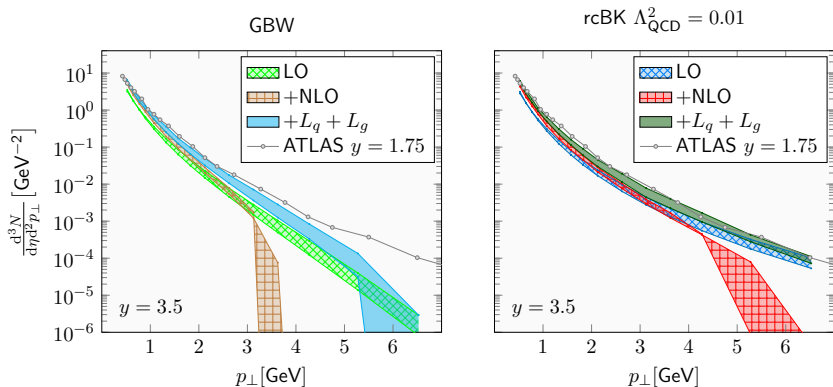 GBW
rcBK Λ²_QCD = 0.01
d³N/dηd²p⊥ [GeV⁻²]
10¹
10⁰
10⁻¹
10⁻²
10⁻³
10⁻⁴
10⁻⁵
10⁻⁶
LO
+NLO
+L_q + L_g
ATLAS y = 1.75
y = 3.5
1 2 3 4 5 6
p⊥[GeV]
LO
+NLO
+L_q + L_g
ATLAS y = 1.75
y = 3.5
1 2 3 4 5 6
p⊥[GeV]